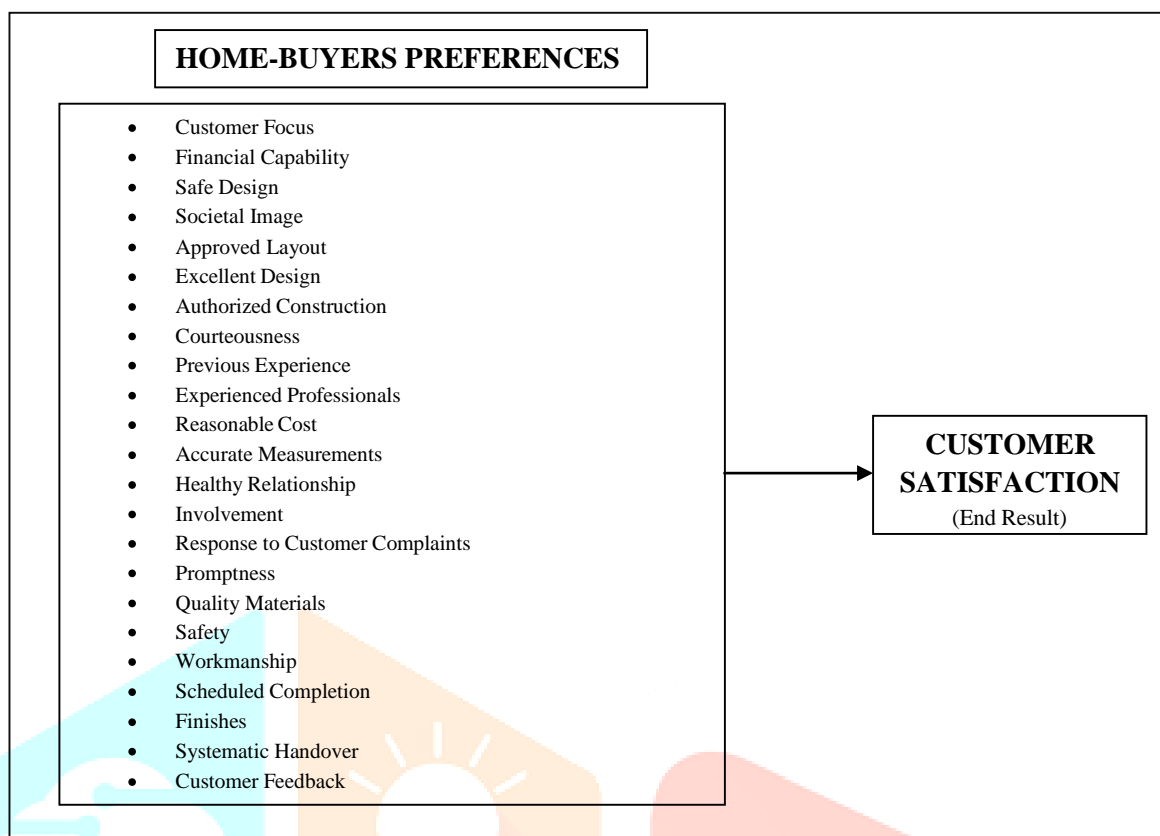 HOME-BUYERS PREFERENCES
• Customer Focus
• Financial Capability
• Safe Design
• Societal Image
• Approved Layout
• Excellent Design
• Authorized Construction
• Courteousness
• Previous Experience
• Experienced Professionals
• Reasonable Cost
• Accurate Measurements
• Healthy Relationship
• Involvement
• Response to Customer Complaints
• Promptness
• Quality Materials
• Safety
• Workmanship
• Scheduled Completion
• Finishes
• Systematic Handover
• Customer Feedback
CUSTOMER
SATISFACTION
(End Result)